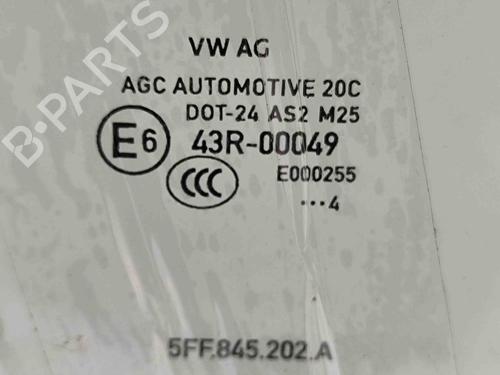 B-PARTS
VW AG
AGC AUTOMOTIVE 20C
DOT-24 AS2 M25
E6 43R-00049
CCC E000255
...4
5FF.845.202.A